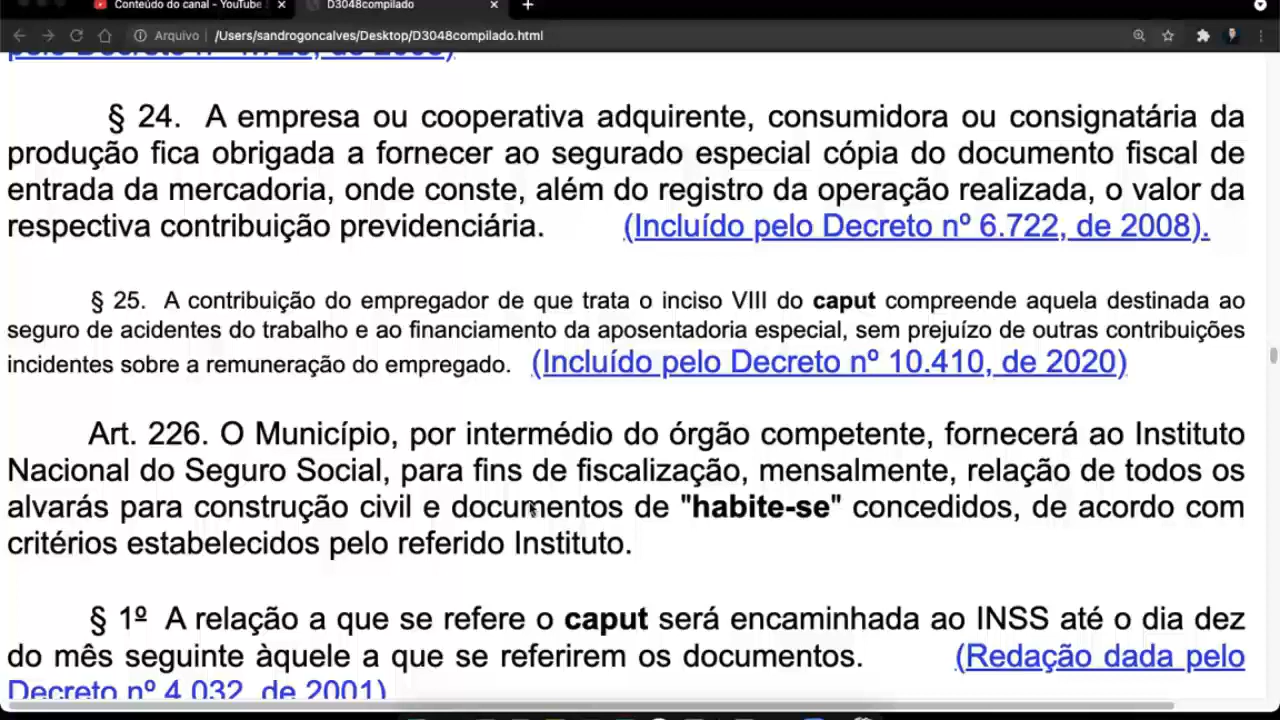 Conteúdo do canal - YouTube
D3048compilado
Arquivo /Users/sandrogoncalves/Desktop/D3048compilado.html
§ 24. A empresa ou cooperativa adquirente, consumidora ou consignatária da
produção fica obrigada a fornecer ao segurado especial cópia do documento fiscal de
entrada da mercadoria, onde conste, além do registro da operação realizada, o valor da
respectiva contribuição previdenciária. (Incluído pelo Decreto nº 6.722, de 2008).
§ 25. A contribuição do empregador de que trata o inciso VIII do caput compreende aquela destinada ao
seguro de acidentes do trabalho e ao financiamento da aposentadoria especial, sem prejuízo de outras contribuições
incidentes sobre a remuneração do empregado. (Incluído pelo Decreto nº 10.410, de 2020)
Art. 226. O Município, por intermédio do órgão competente, fornecerá ao Instituto
Nacional do Seguro Social, para fins de fiscalização, mensalmente, relação de todos os
alvarás para construção civil e documentos de "habite-se" concedidos, de acordo com
critérios estabelecidos pelo referido Instituto.
§ 1º A relação a que se refere o caput será encaminhada ao INSS até o dia dez
do mês seguinte àquele a que se referirem os documentos. (Redação dada pelo
Decreto nº 4.032, de 2001)